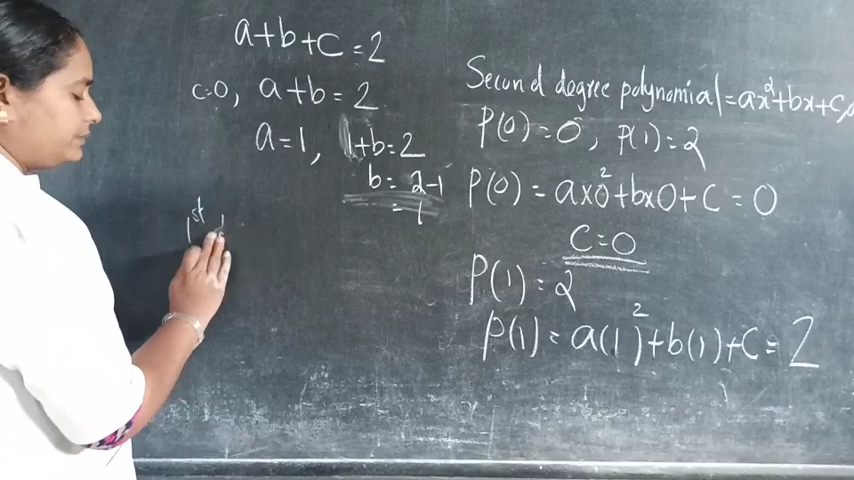 a+b+c=2
c=0, a+b=2
a=1, 1+b=2
b= 2-1
= 1
1st
Second degree polynomial=ax²+bx+c,a
P(0)=0, P(1)=2
P(0)= a×0²+b×0+c=0
c=0
P(1)=2
P(1)= a(1)²+b(1)+c=2